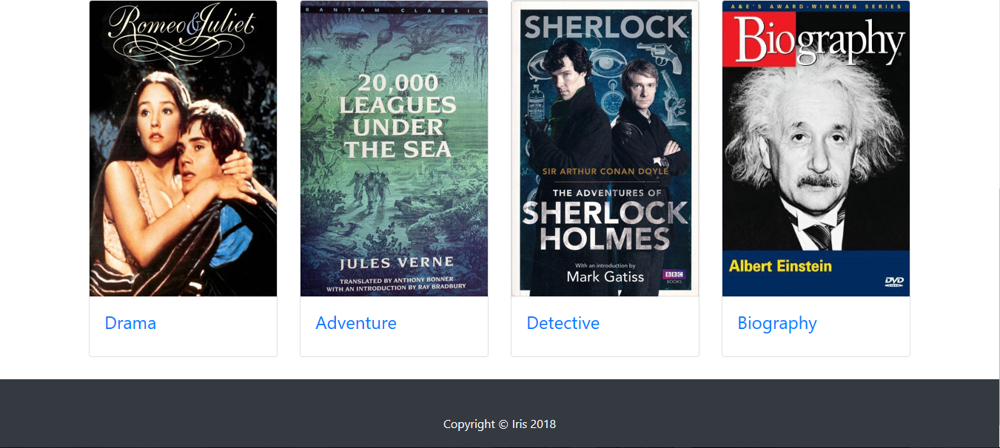 Romeo & Juliet
BANTAM CLASSIC
20,000
LEAGUES
UNDER
THE SEA
JULES VERNE
TRANSLATED BY ANTHONY BONNER
WITH AN INTRODUCTION BY RAY BRADBURY
SHERLOCK
SIR ARTHUR CONAN DOYLE
THE ADVENTURES OF
SHERLOCK
HOLMES
With an introduction by
Mark Gatiss
BBC
BOOKS
A&E'S AWARD-WINNING SERIES
Biography
Albert Einstein
DVD
VIDEO
Drama
Adventure
Detective
Biography
Copyright © Iris 2018